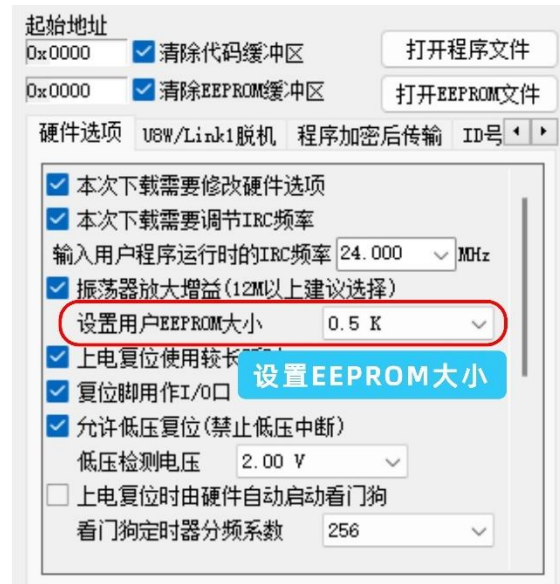 起始地址
0x0000 清除代码缓冲区 打开程序文件
0x0000 清除EEPROM缓冲区 打开EEPROM文件
硬件选项 U8W/Link1脱机 程序加密后传输 ID号
本次下载需要修改硬件选项
本次下载需要调节IRC频率
输入用户程序运行时的IRC频率 24.000 MHz
振荡器放大增益(12M以上建议选择)
设置用户EEPROM大小 0.5 K
上电复位使用较长
设置EEPROM大小
复位脚用作I/O口
允许低压复位(禁止低压中断)
低压检测电压 2.00 V
上电复位时由硬件自动启动看门狗
看门狗定时器分频系数 256